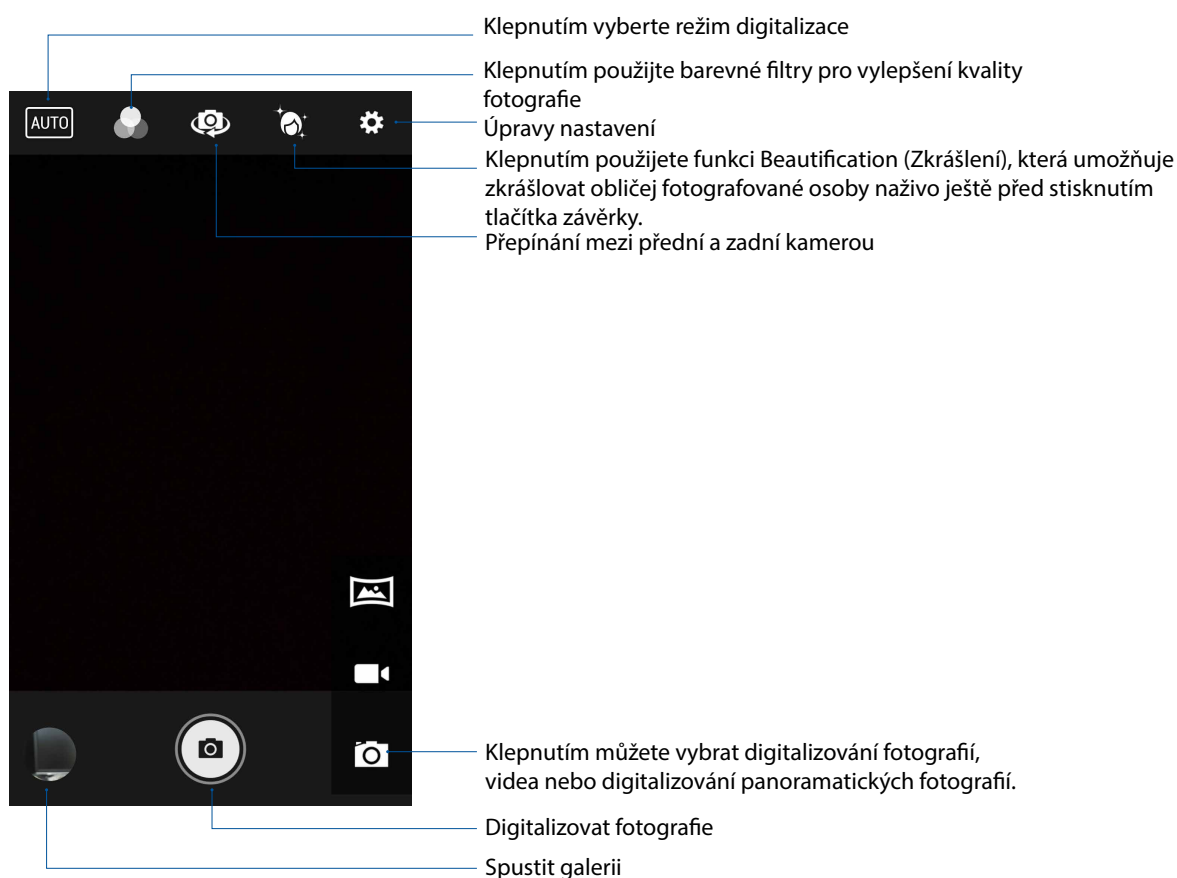 Klepnutím vyberte režim digitalizace
Klepnutím použijte barevné filtry pro vylepšení kvality
fotografie
AUTO
Úpravy nastavení
Klepnutím použijete funkci Beautification (Zkrášlení), která umožňuje
zkrášlovat obličej fotografované osoby naživo ještě před stisknutím
tlačítka závěrky.
Přepínání mezi přední a zadní kamerou
Klepnutím můžete vybrat digitalizování fotografií,
videa nebo digitalizování panoramatických fotografií.
Digitalizovat fotografie
Spustit galerii